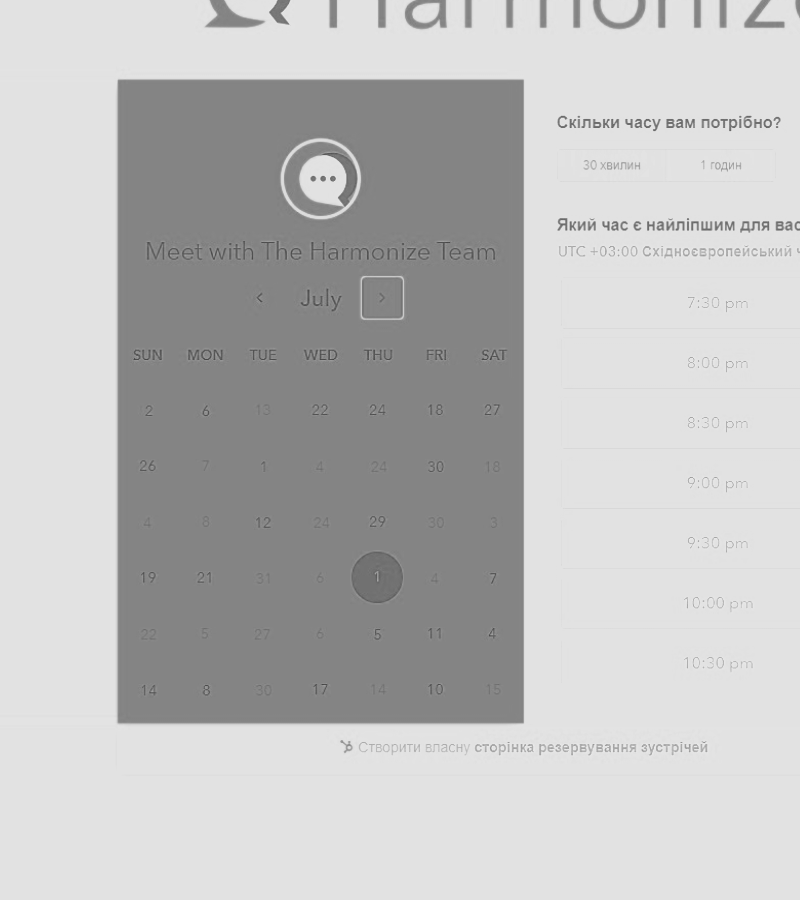 Harmonize
Meet with The Harmonize Team
July
SUN MON TUE WED THU FRI SAT
2 6 13 22 24 18 27
26 7 1 4 24 30 18
4 8 12 24 29 30 3
19 21 31 6 1 4 7
22 5 27 6 5 11 4
14 8 30 17 14 10 15
Скільки часу вам потрібно?
30 хвилин 1 годин
Який час є найліпшим для вас
UTC +03:00 Східноєвропейський ч
7:30 pm
8:00 pm
8:30 pm
9:00 pm
9:30 pm
10:00 pm
10:30 pm
Створити власну сторінка резервування зустрічей